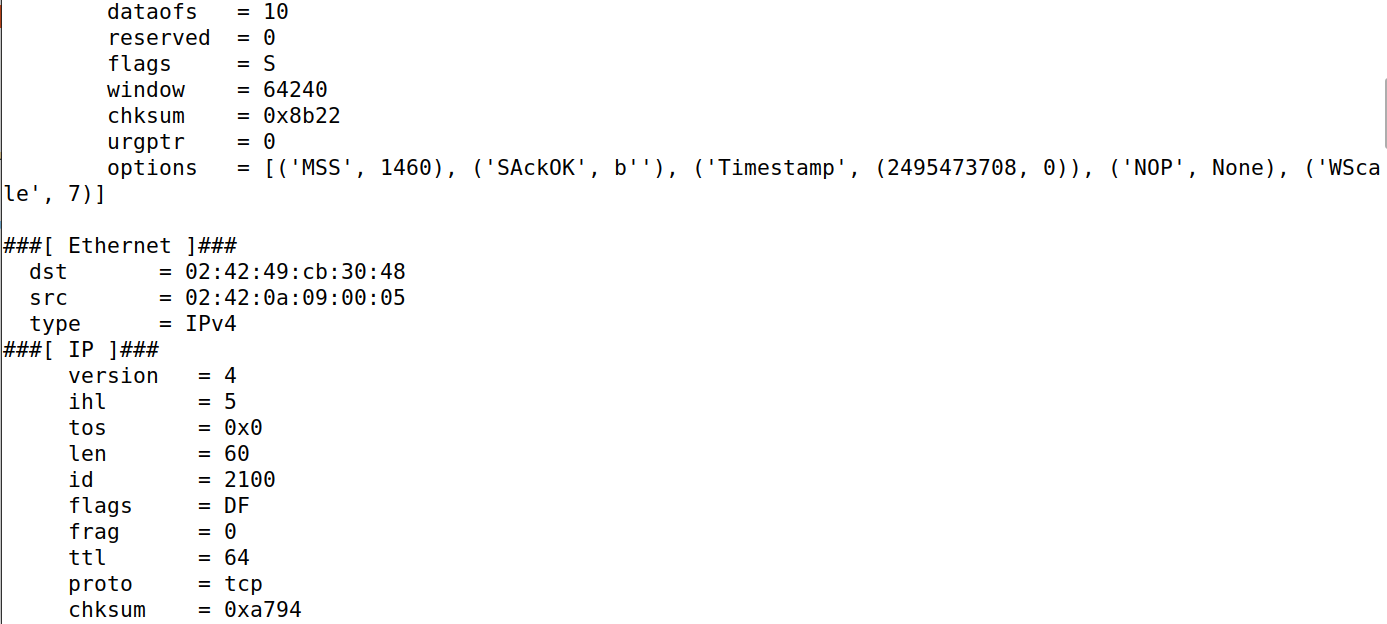 dataofs   = 10
        reserved  = 0
        flags     = S
        window    = 64240
        chksum    = 0x8b22
        urgptr    = 0
        options   = [('MSS', 1460), ('SAckOK', b''), ('Timestamp', (2495473708, 0)), ('NOP', None), ('WSca
le', 7)]

###[ Ethernet ]###
  dst       = 02:42:49:cb:30:48
  src       = 02:42:0a:09:00:05
  type      = IPv4
###[ IP ]###
     version   = 4
     ihl       = 5
     tos       = 0x0
     len       = 60
     id        = 2100
     flags     = DF
     frag      = 0
     ttl       = 64
     proto     = tcp
     chksum    = 0xa794